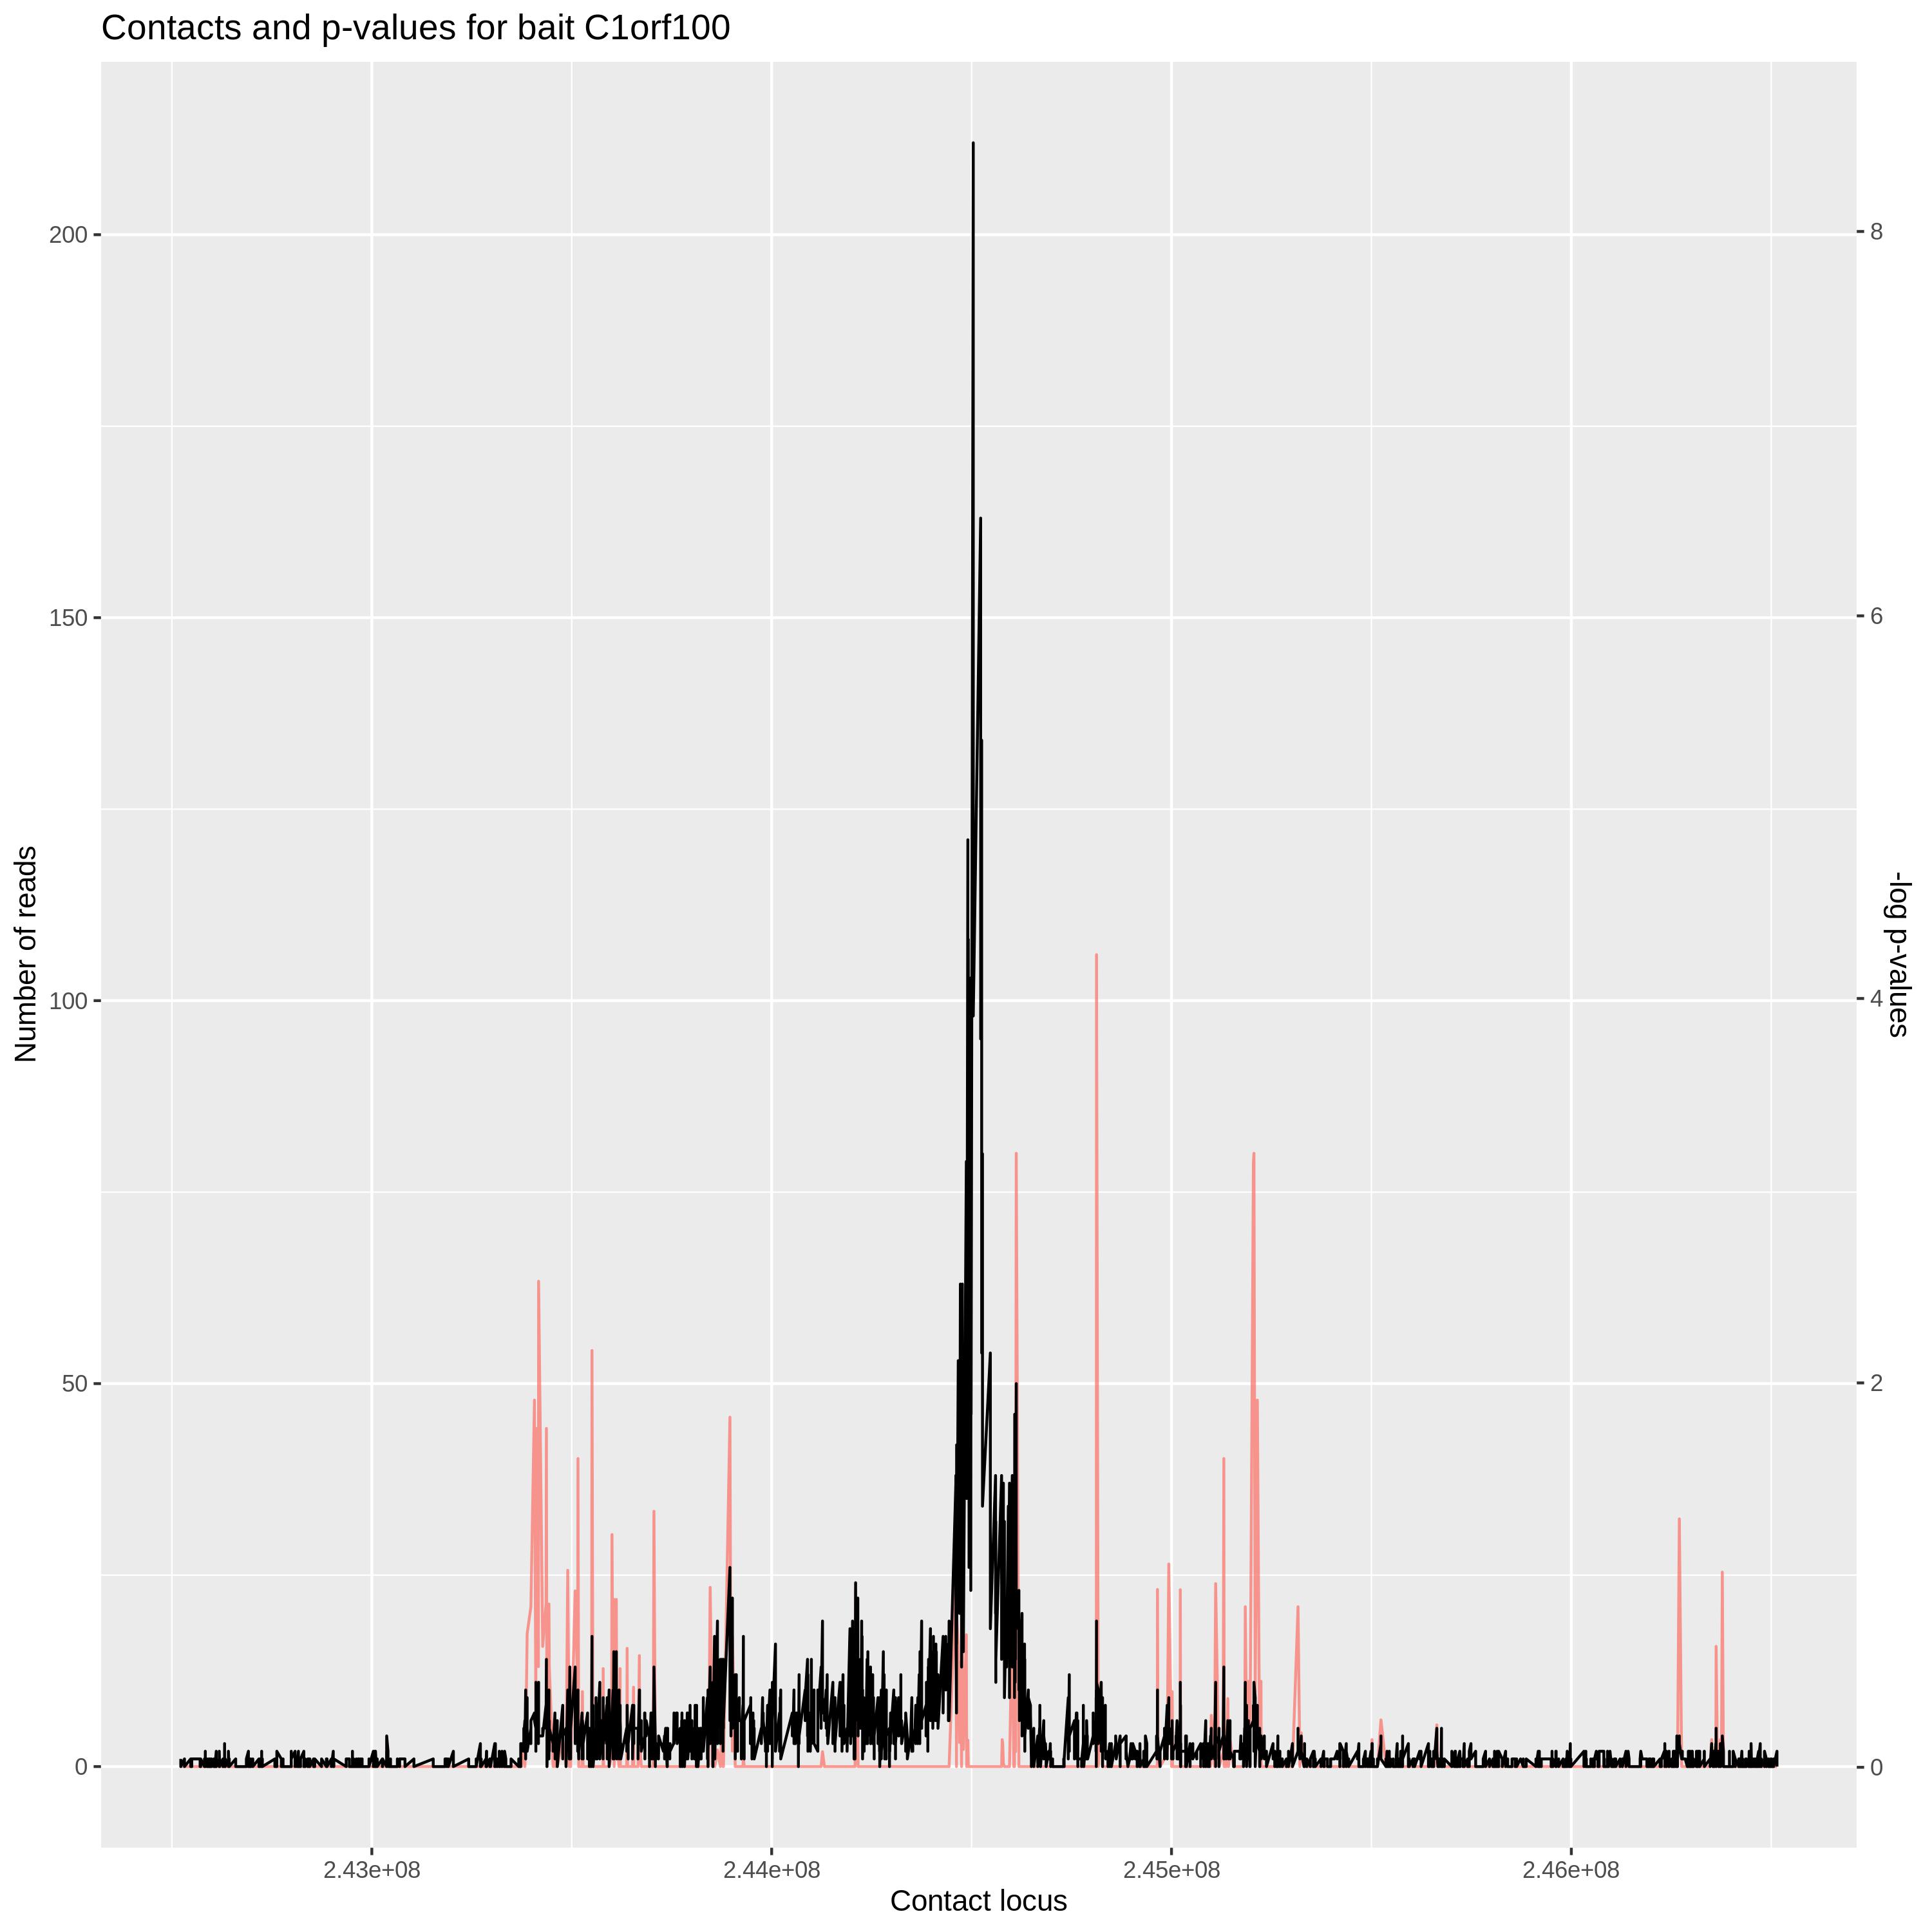 Contacts and p-values for bait C1orf100
Number of reads
200
150
100
50
0
8
6
4
2
0
-log p-values
2.43e+08
2.44e+08
2.45e+08
2.46e+08
Contact locus